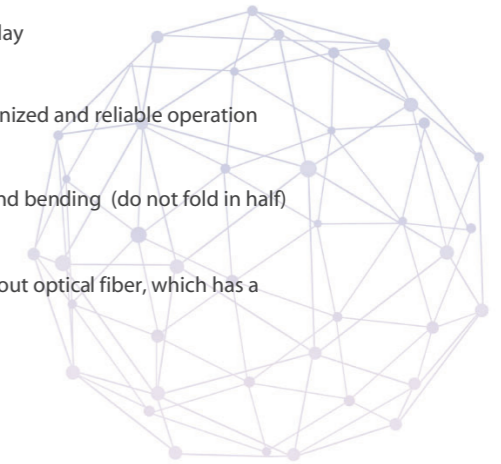 lay
nized and reliable operation
nd bending (do not fold in half)
out optical fiber, which has a